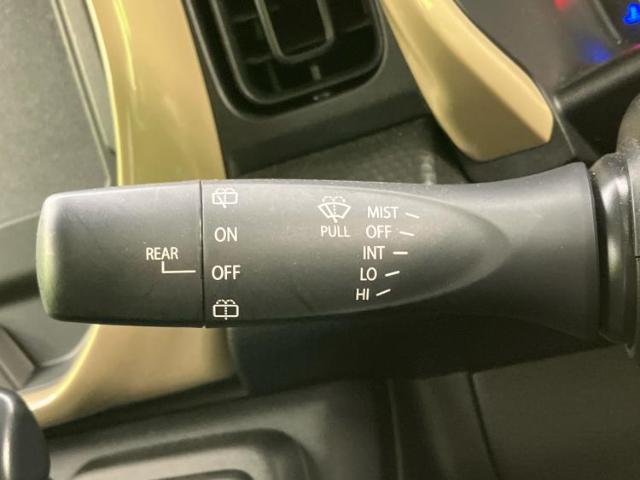 REAR
ON
OFF
PULL
MIST
OFF
INT
LO
HI